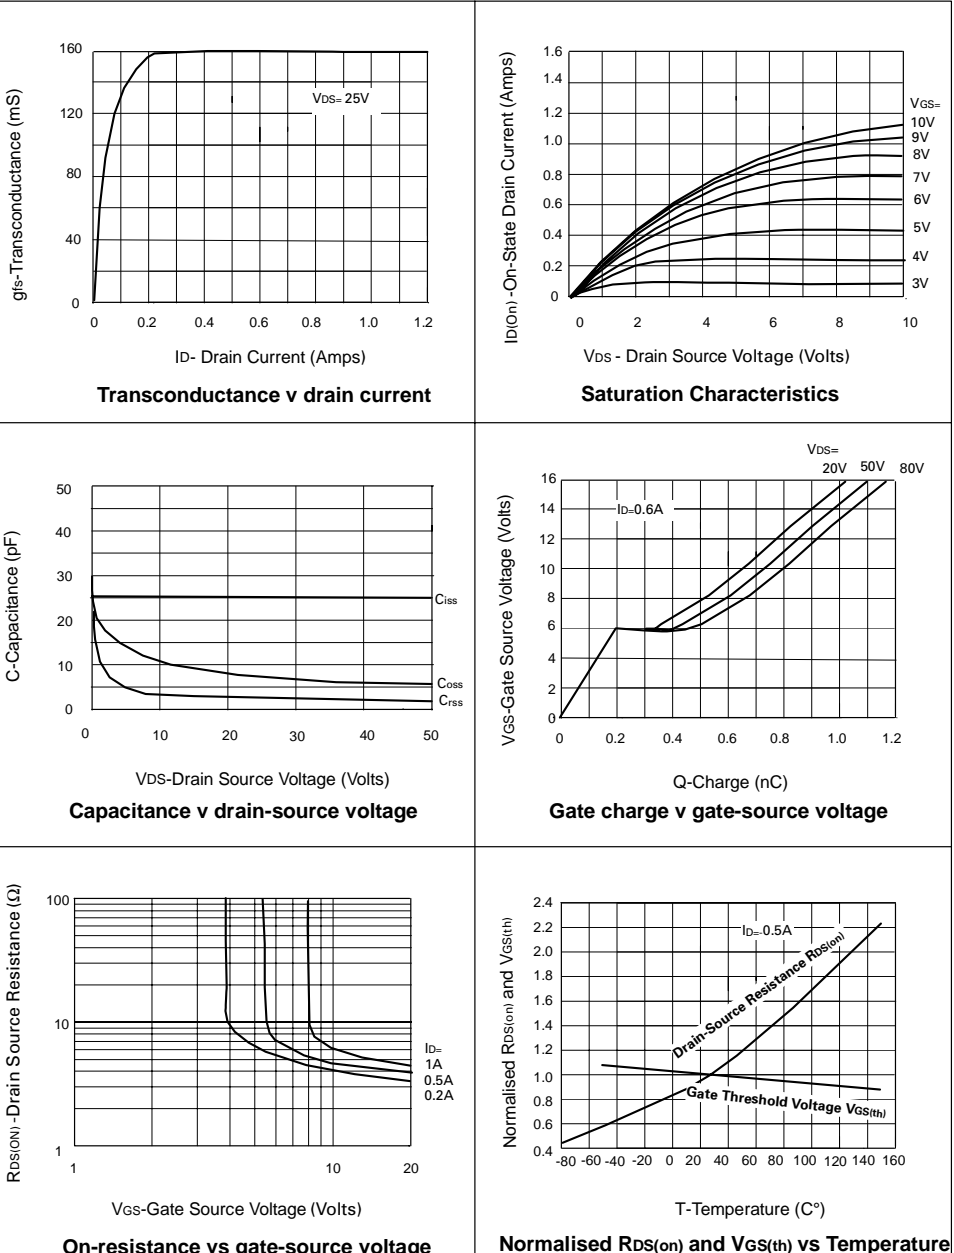 gfs-Transconductance (mS)
160
120
80
40
0
VDS= 25V
0 0.2 0.4 0.6 0.8 1.0 1.2
ID- Drain Current (Amps)
Transconductance v drain current
ID(On) -On-State Drain Current (Amps)
1.6
1.4
1.2
1.0
0.8
0.6
0.4
0.2
0
VGS=
10V
9V
8V
7V
6V
5V
4V
3V
0 2 4 6 8 10
VDS - Drain Source Voltage (Volts)
Saturation Characteristics
C-Capacitance (pF)
50
40
30
20
10
0
Ciss
Coss
Crss
0 10 20 30 40 50
VDS-Drain Source Voltage (Volts)
Capacitance v drain-source voltage
VGS-Gate Source Voltage (Volts)
VDS=
20V 50V 80V
16
14
12
10
8
6
4
2
0
ID=0.6A
0 0.2 0.4 0.6 0.8 1.0 1.2
Q-Charge (nC)
Gate charge v gate-source voltage
RDS(ON) -Drain Source Resistance (Ω)
100
10
1
ID=
1A
0.5A
0.2A
1 10 20
VGS-Gate Source Voltage (Volts)
On-resistance vs gate-source voltage
Normalised RDS(on) and VGS(th)
2.4
2.2
2.0
1.8
1.6
1.4
1.2
1.0
0.8
0.6
0.4
ID= 0.5A
Drain-Source Resistance RDS(on)
Gate Threshold Voltage VGS(th)
-80 -60 -40 -20 0 20 40 60 80 100 120 140 160
T-Temperature (C°)
Normalised RDS(on) and VGS(th) vs Temperature